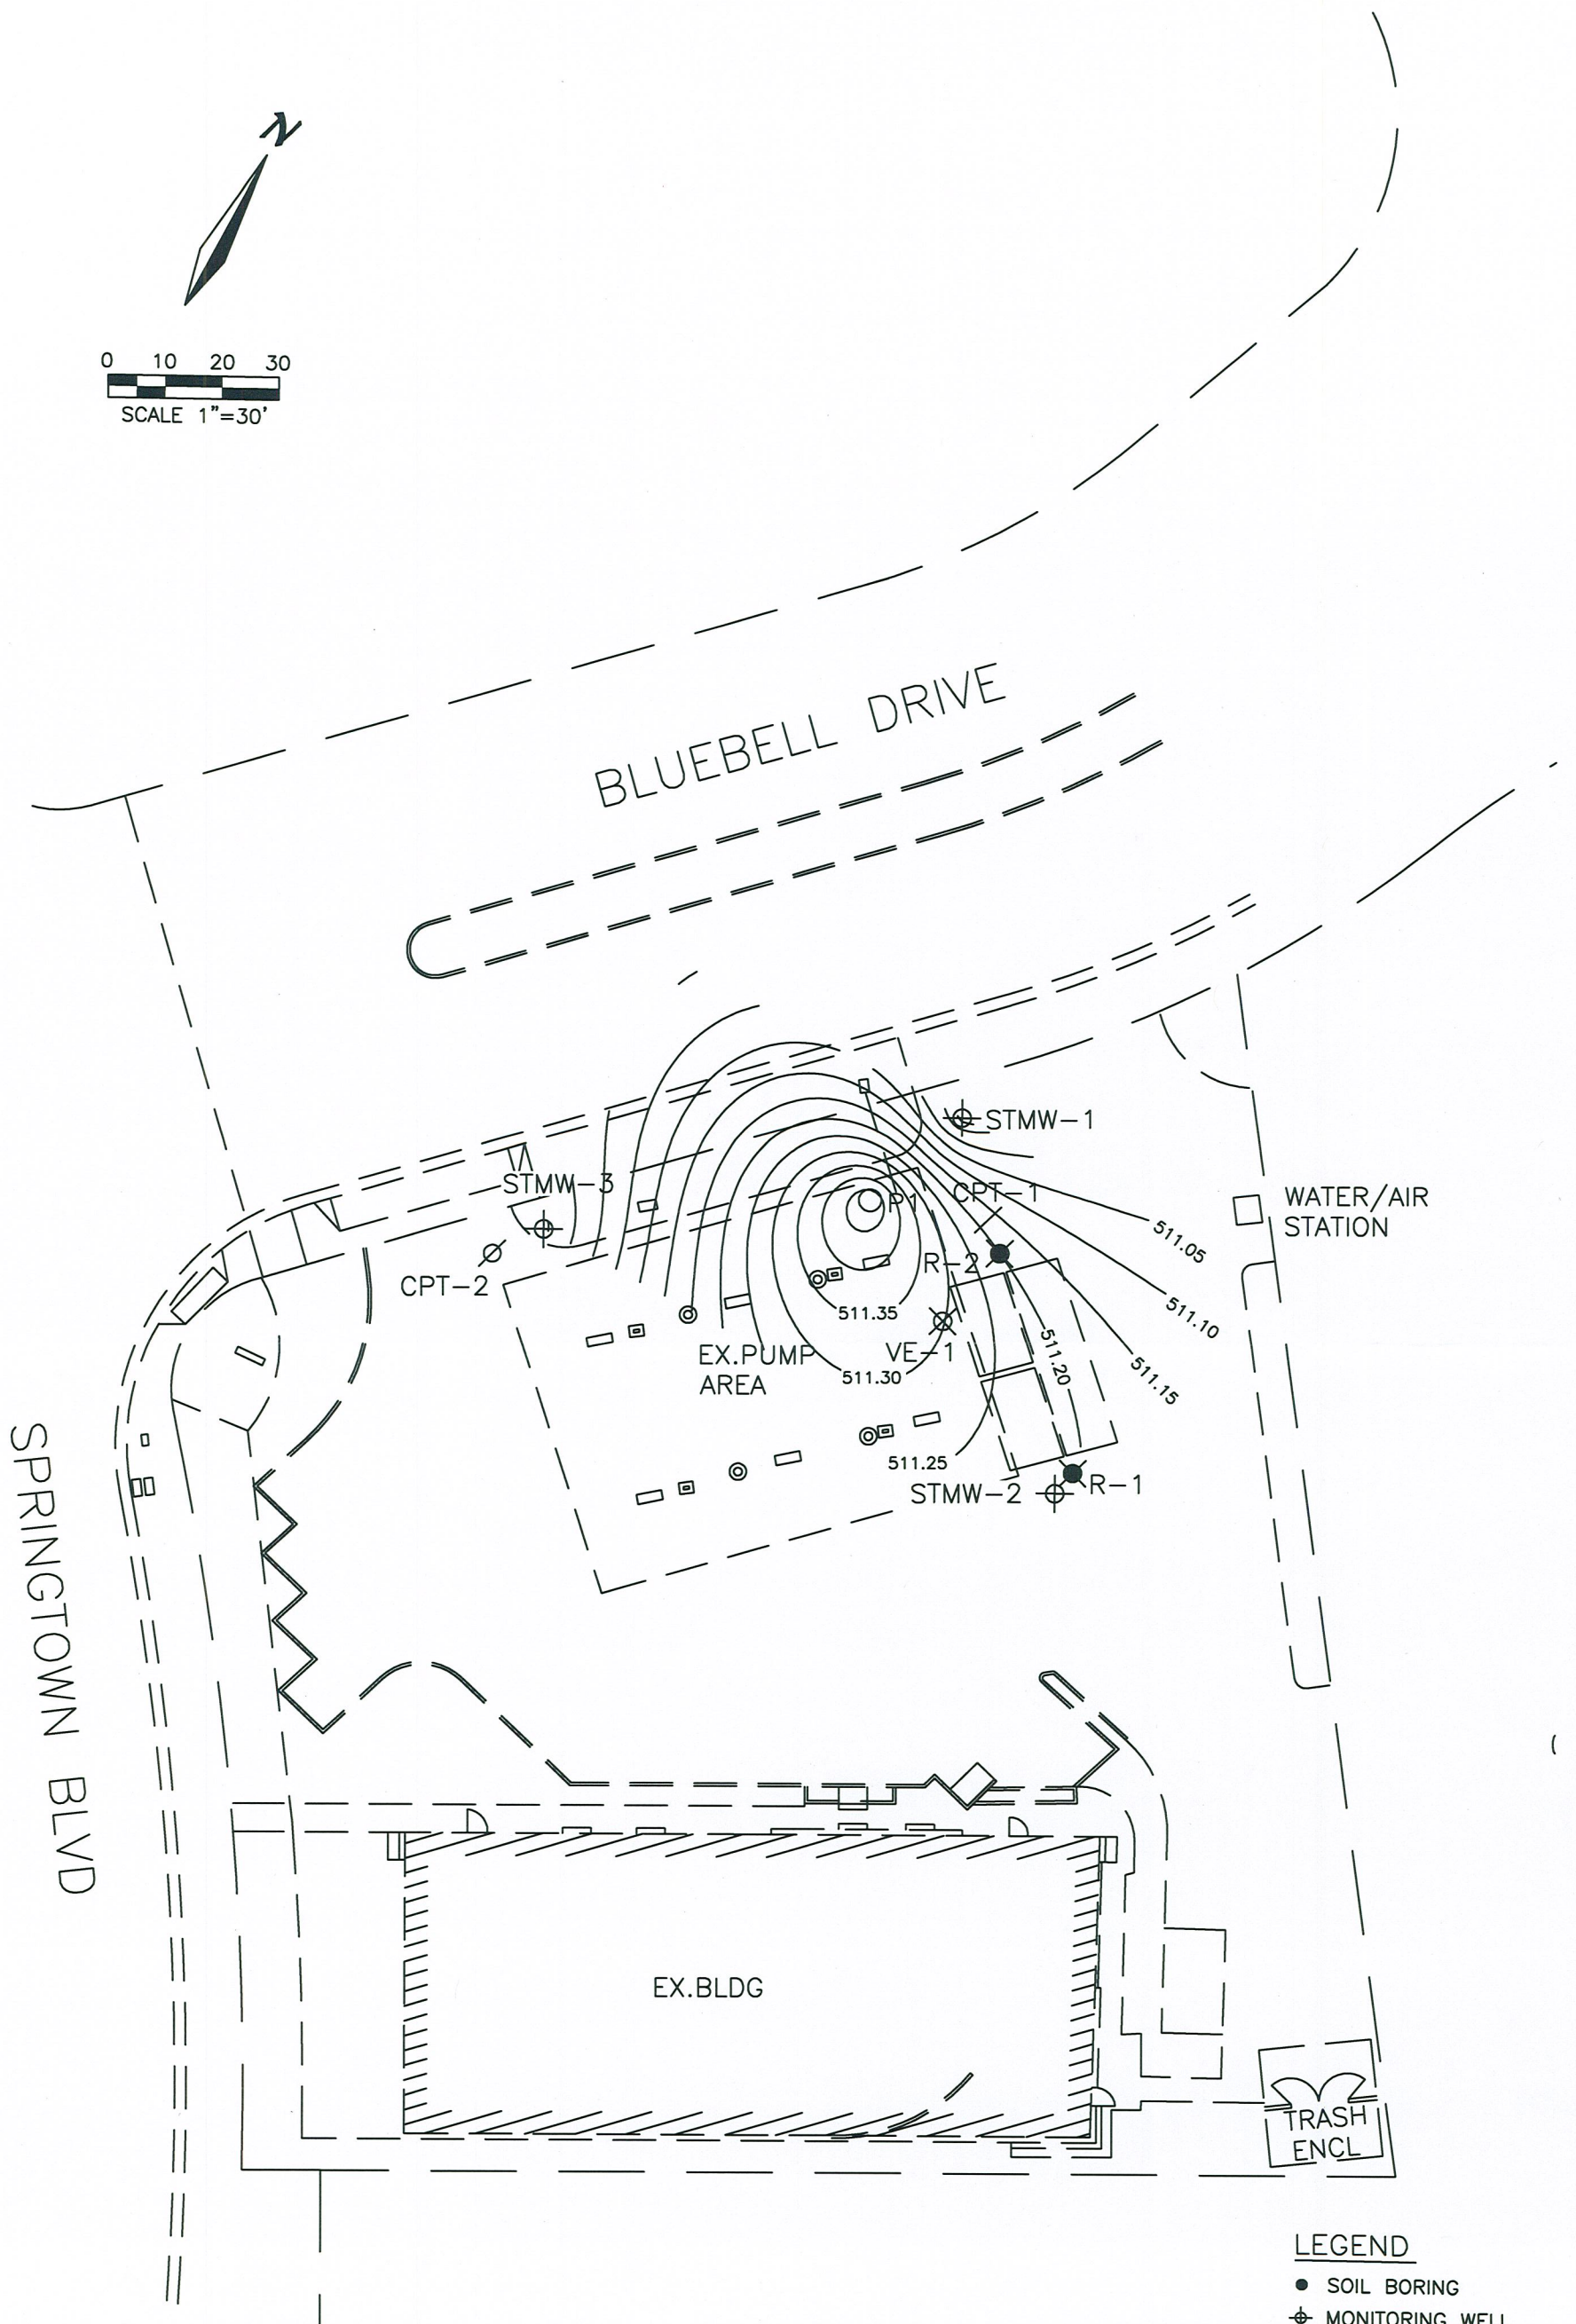 N
0 10 20 30
SCALE 1"=30'
BLUEBELL DRIVE
STMW-1
STMW-3
P1
CPT-1
WATER/AIR
STATION
511.05
R-2
CPT-2
511.35
511.10
EX.PUMP
AREA
VE-1
511.20
511.30
511.15
511.25
STMW-2
R-1
SPRINGTOWN BLVD
EX.BLDG
TRASH
ENCL
LEGEND
SOIL BORING
MONITORING WELL